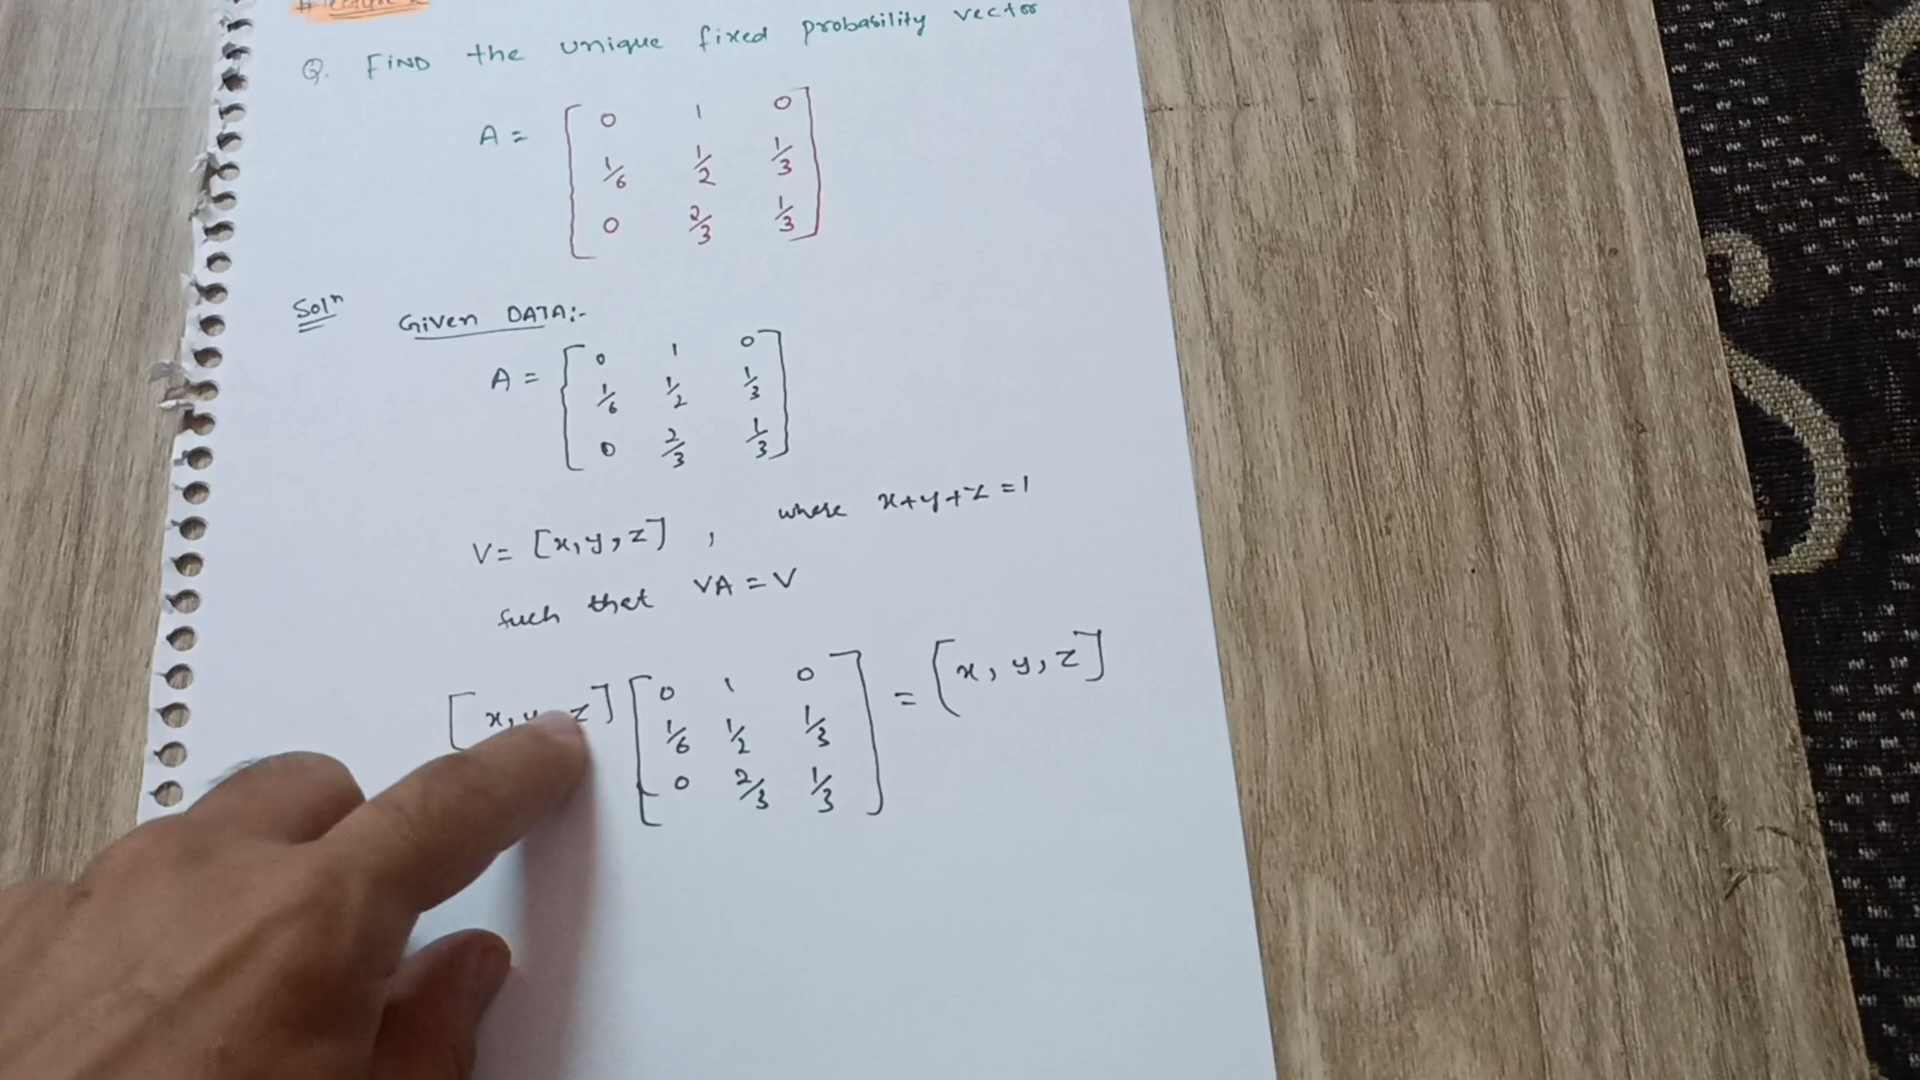 Q. FIND the unique fixed probability vector
A = [ 0 1 0
1/6 1/2 1/3
0 2/3 1/3 ]
Solⁿ Given DATA:-
A = [ 0 1 0
1/6 1/2 1/3
0 2/3 1/3 ]
V = [x, y, z] , where x+y+z = 1
such that VA = V
[x, y, z] [ 0 1 0
1/6 1/2 1/3
0 2/3 1/3 ] = [x, y, z]